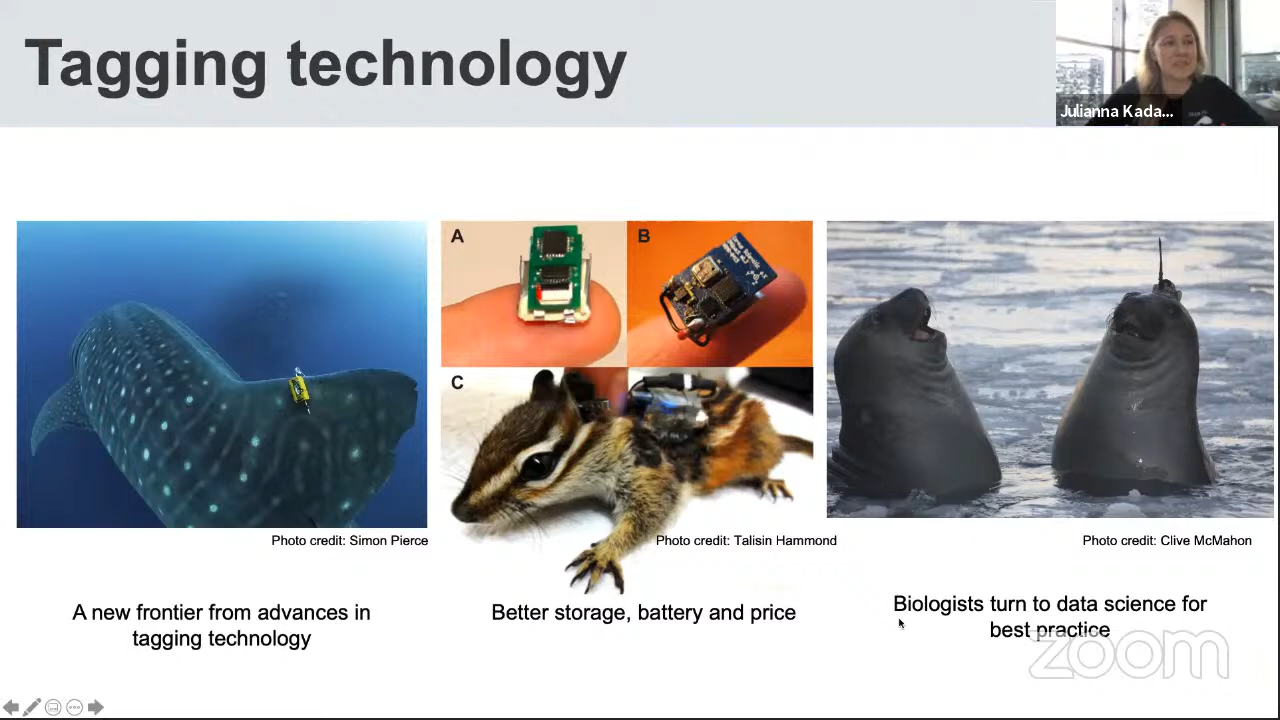 Tagging technology
Julianna Kada...
A
B
C
Photo credit: Simon Pierce
Photo credit: Talisin Hammond
Photo credit: Clive McMahon
A new frontier from advances in
tagging technology
Better storage, battery and price
Biologists turn to data science for
best practice
zoom